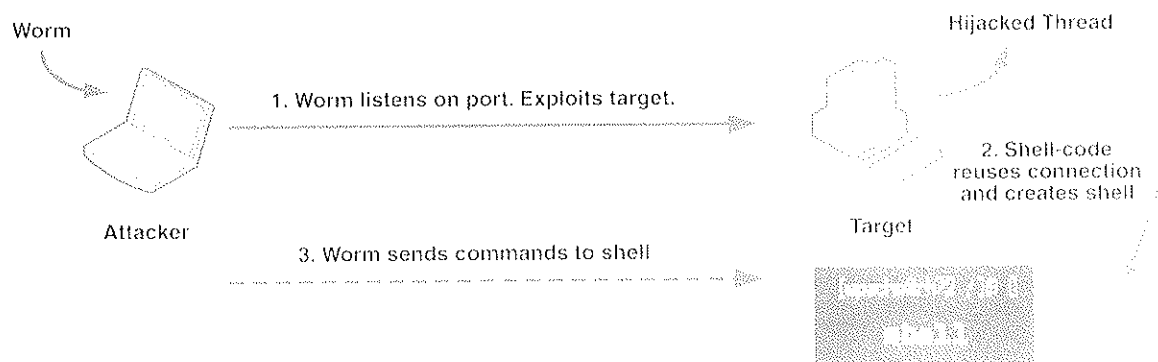 Worm
Hijacked Thread
1. Worm listens on port. Exploits target.
2. Shell-code
reuses connection
and creates shell
Attacker
Target
3. Worm sends commands to shell
shell